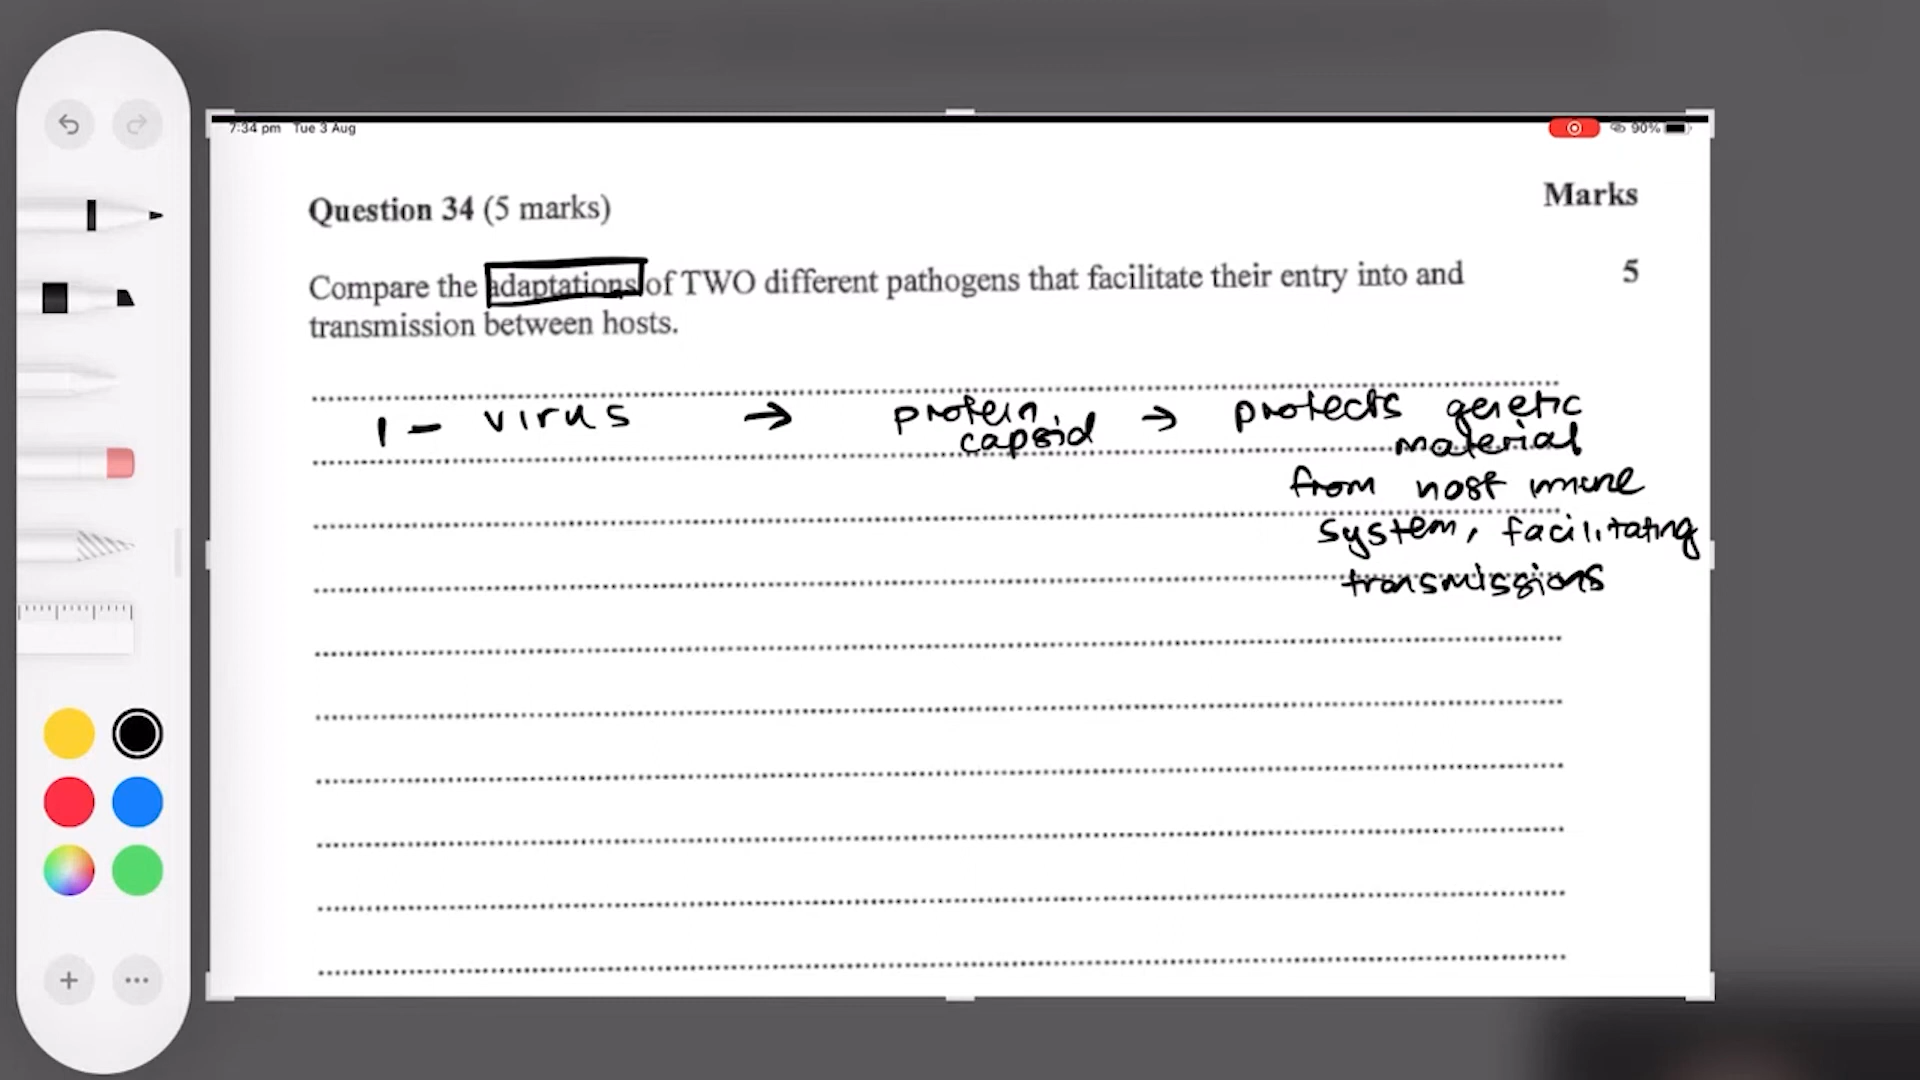 7:34 pm Tue 3 Aug
90%
Question 34 (5 marks)
Marks
Compare the adaptations of TWO different pathogens that facilitate their entry into and
5
transmission between hosts.
1 - virus → protein → protects genetic
capsid
material
from host immune
system, facilitating
transmissions